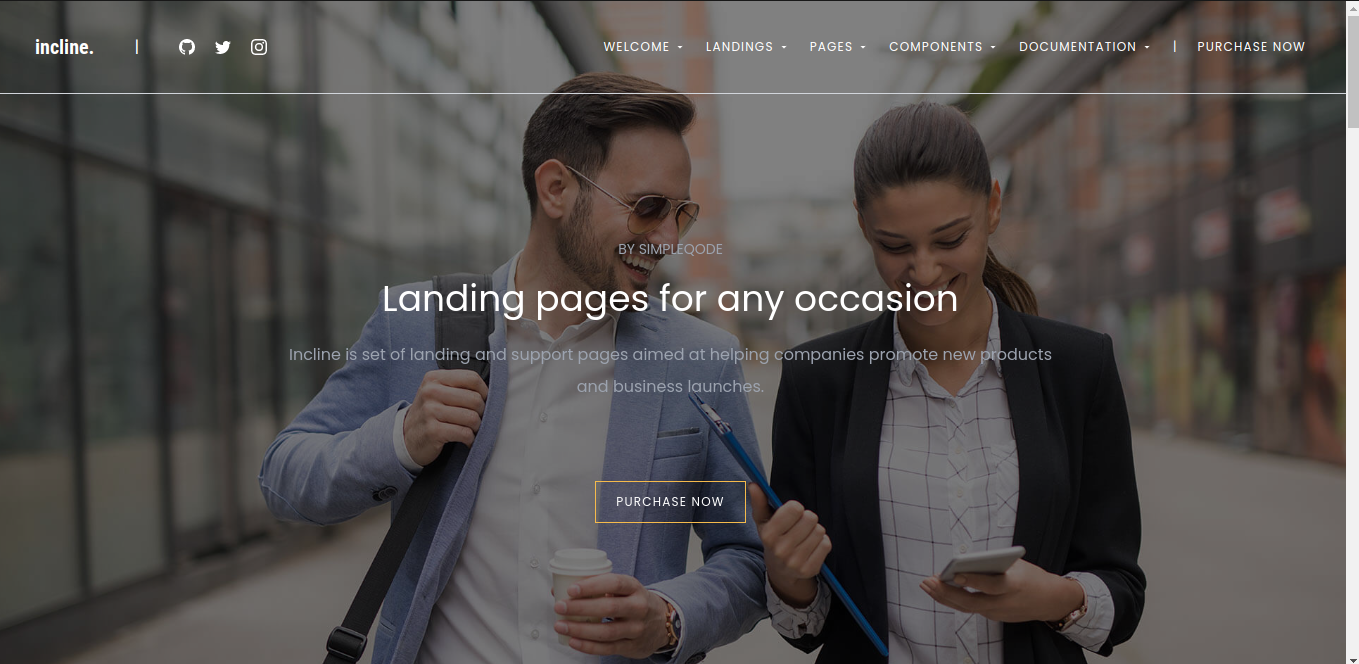 incline.
|
WELCOME
LANDINGS
PAGES
COMPONENTS
DOCUMENTATION
|
PURCHASE NOW
BY SIMPLEQODE
Landing pages for any occasion
Incline is set of landing and support pages aimed at helping companies promote new products
and business launches.
PURCHASE NOW